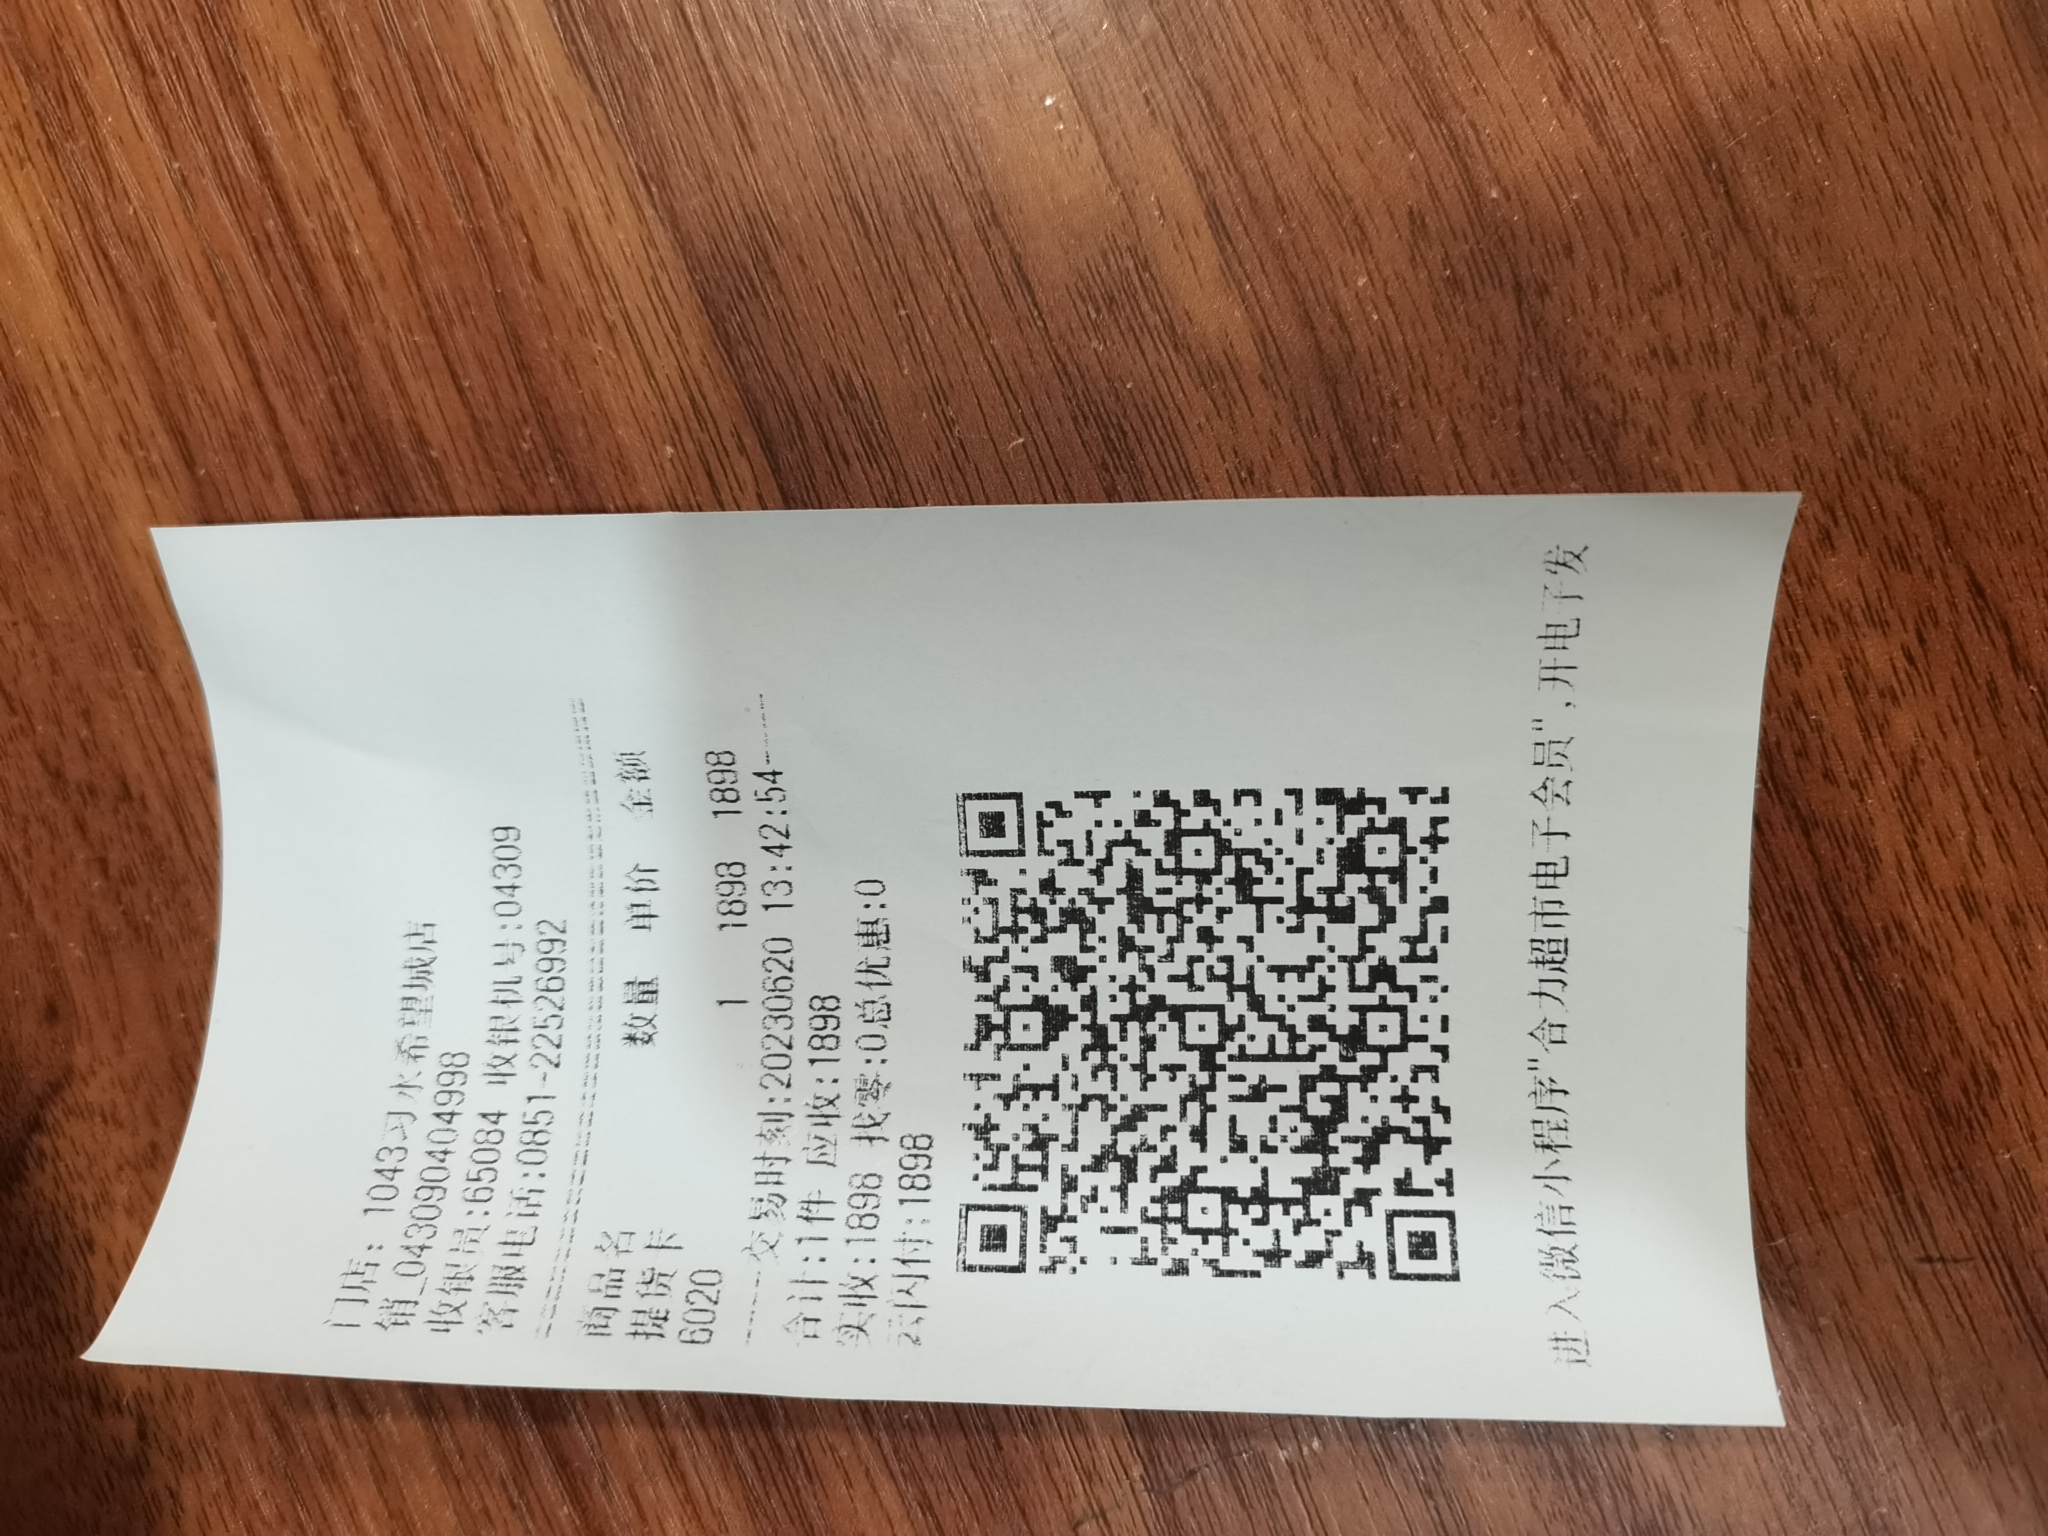 门店: 1043习水希望城店
销_043090404998
收银员:65084 收银机号:04309
客服电话:0851-22526992
商品名 数量 单价 金额
提货卡
6020 1 1898 1898
-----交易时刻:20230620 13:42:54-----
合计:1件 应收:1898
实收:1898 找零:0总优惠:0
云闪付:1898
进入微信小程序"合力超市电子会员",开电子发